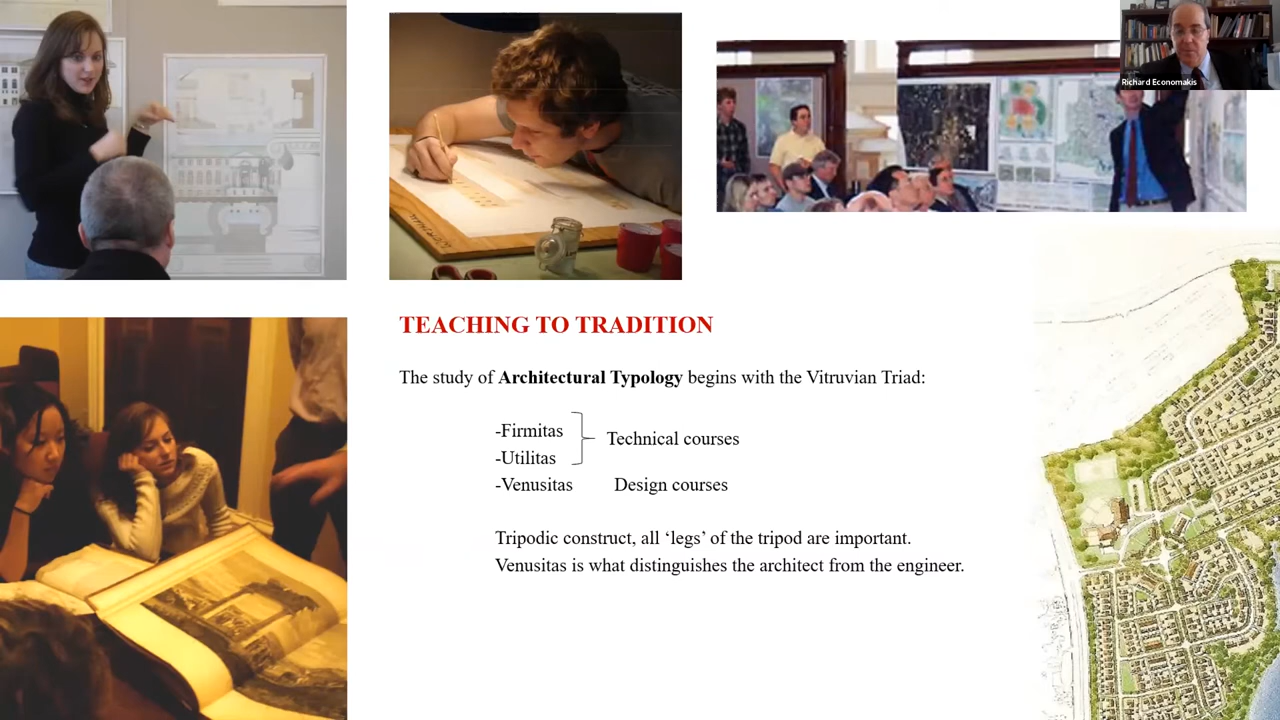 Richard Economakis
TEACHING TO TRADITION
The study of Architectural Typology begins with the Vitruvian Triad:
-Firmitas
-Utilitas
Technical courses
-Venusitas Design courses
Tripodic construct, all ‘legs’ of the tripod are important.
Venusitas is what distinguishes the architect from the engineer.